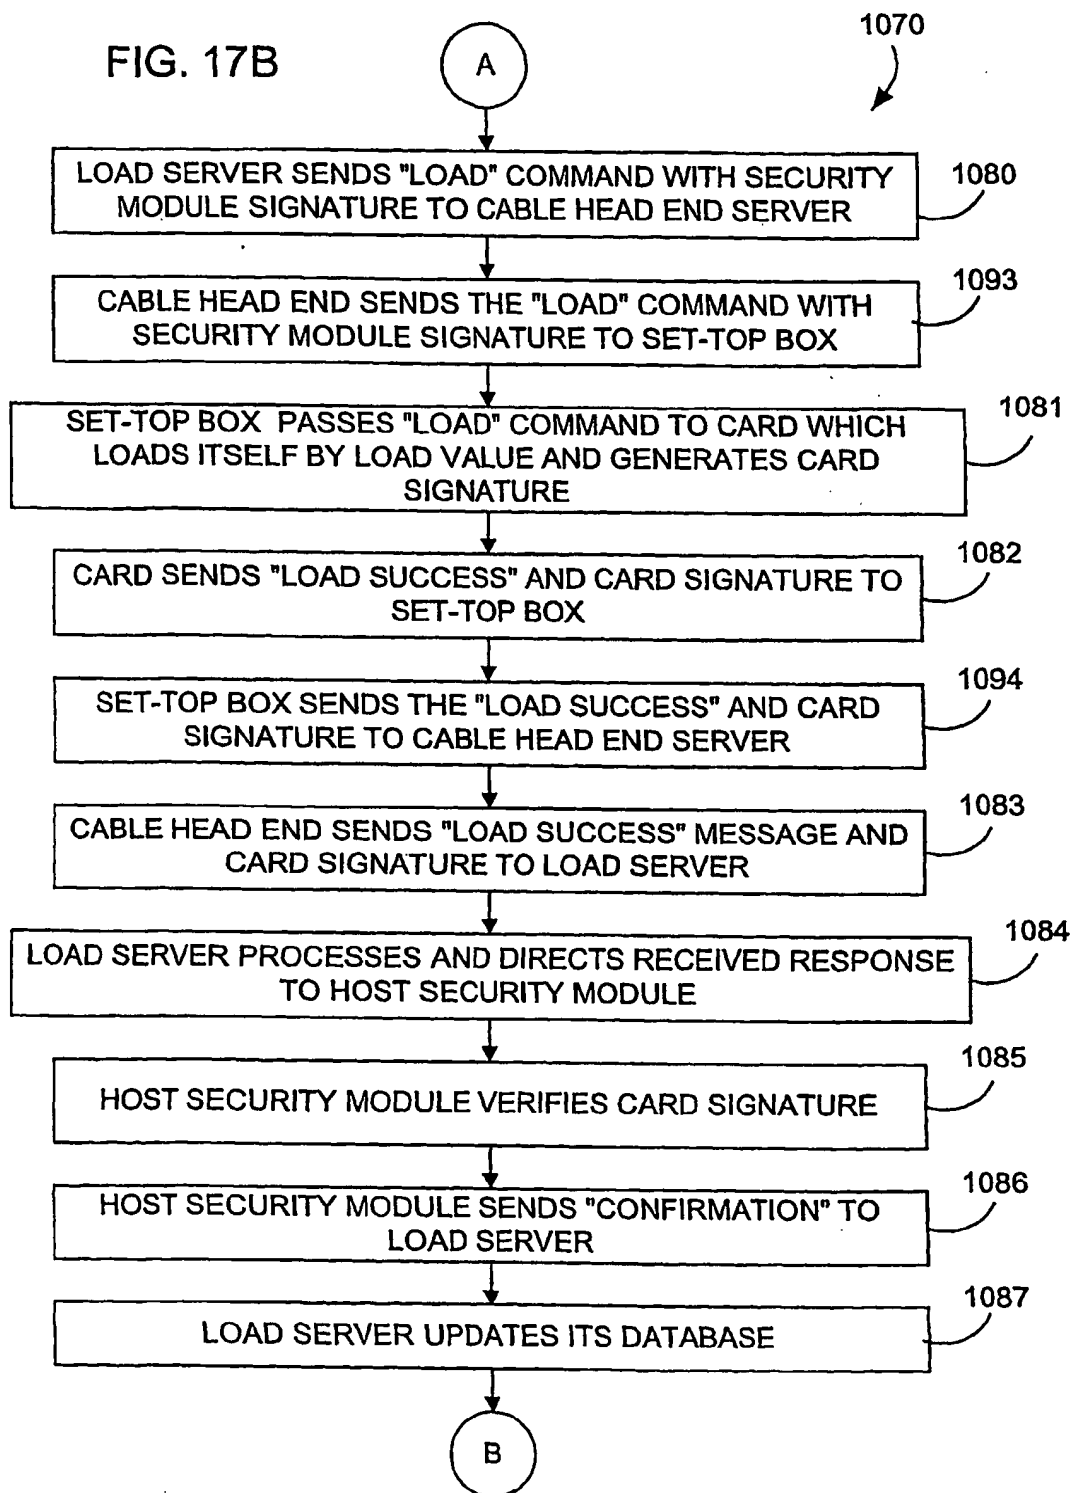 FIG. 17B
A
1070
LOAD SERVER SENDS "LOAD" COMMAND WITH SECURITY
MODULE SIGNATURE TO CABLE HEAD END SERVER
1080
CABLE HEAD END SENDS THE "LOAD" COMMAND WITH
SECURITY MODULE SIGNATURE TO SET-TOP BOX
1093
SET-TOP BOX PASSES "LOAD" COMMAND TO CARD WHICH
LOADS ITSELF BY LOAD VALUE AND GENERATES CARD
SIGNATURE
1081
CARD SENDS "LOAD SUCCESS" AND CARD SIGNATURE TO
SET-TOP BOX
1082
SET-TOP BOX SENDS THE "LOAD SUCCESS" AND CARD
SIGNATURE TO CABLE HEAD END SERVER
1094
CABLE HEAD END SENDS "LOAD SUCCESS" MESSAGE AND
CARD SIGNATURE TO LOAD SERVER
1083
LOAD SERVER PROCESSES AND DIRECTS RECEIVED RESPONSE
TO HOST SECURITY MODULE
1084
HOST SECURITY MODULE VERIFIES CARD SIGNATURE
1085
HOST SECURITY MODULE SENDS "CONFIRMATION" TO
LOAD SERVER
1086
LOAD SERVER UPDATES ITS DATABASE
1087
B